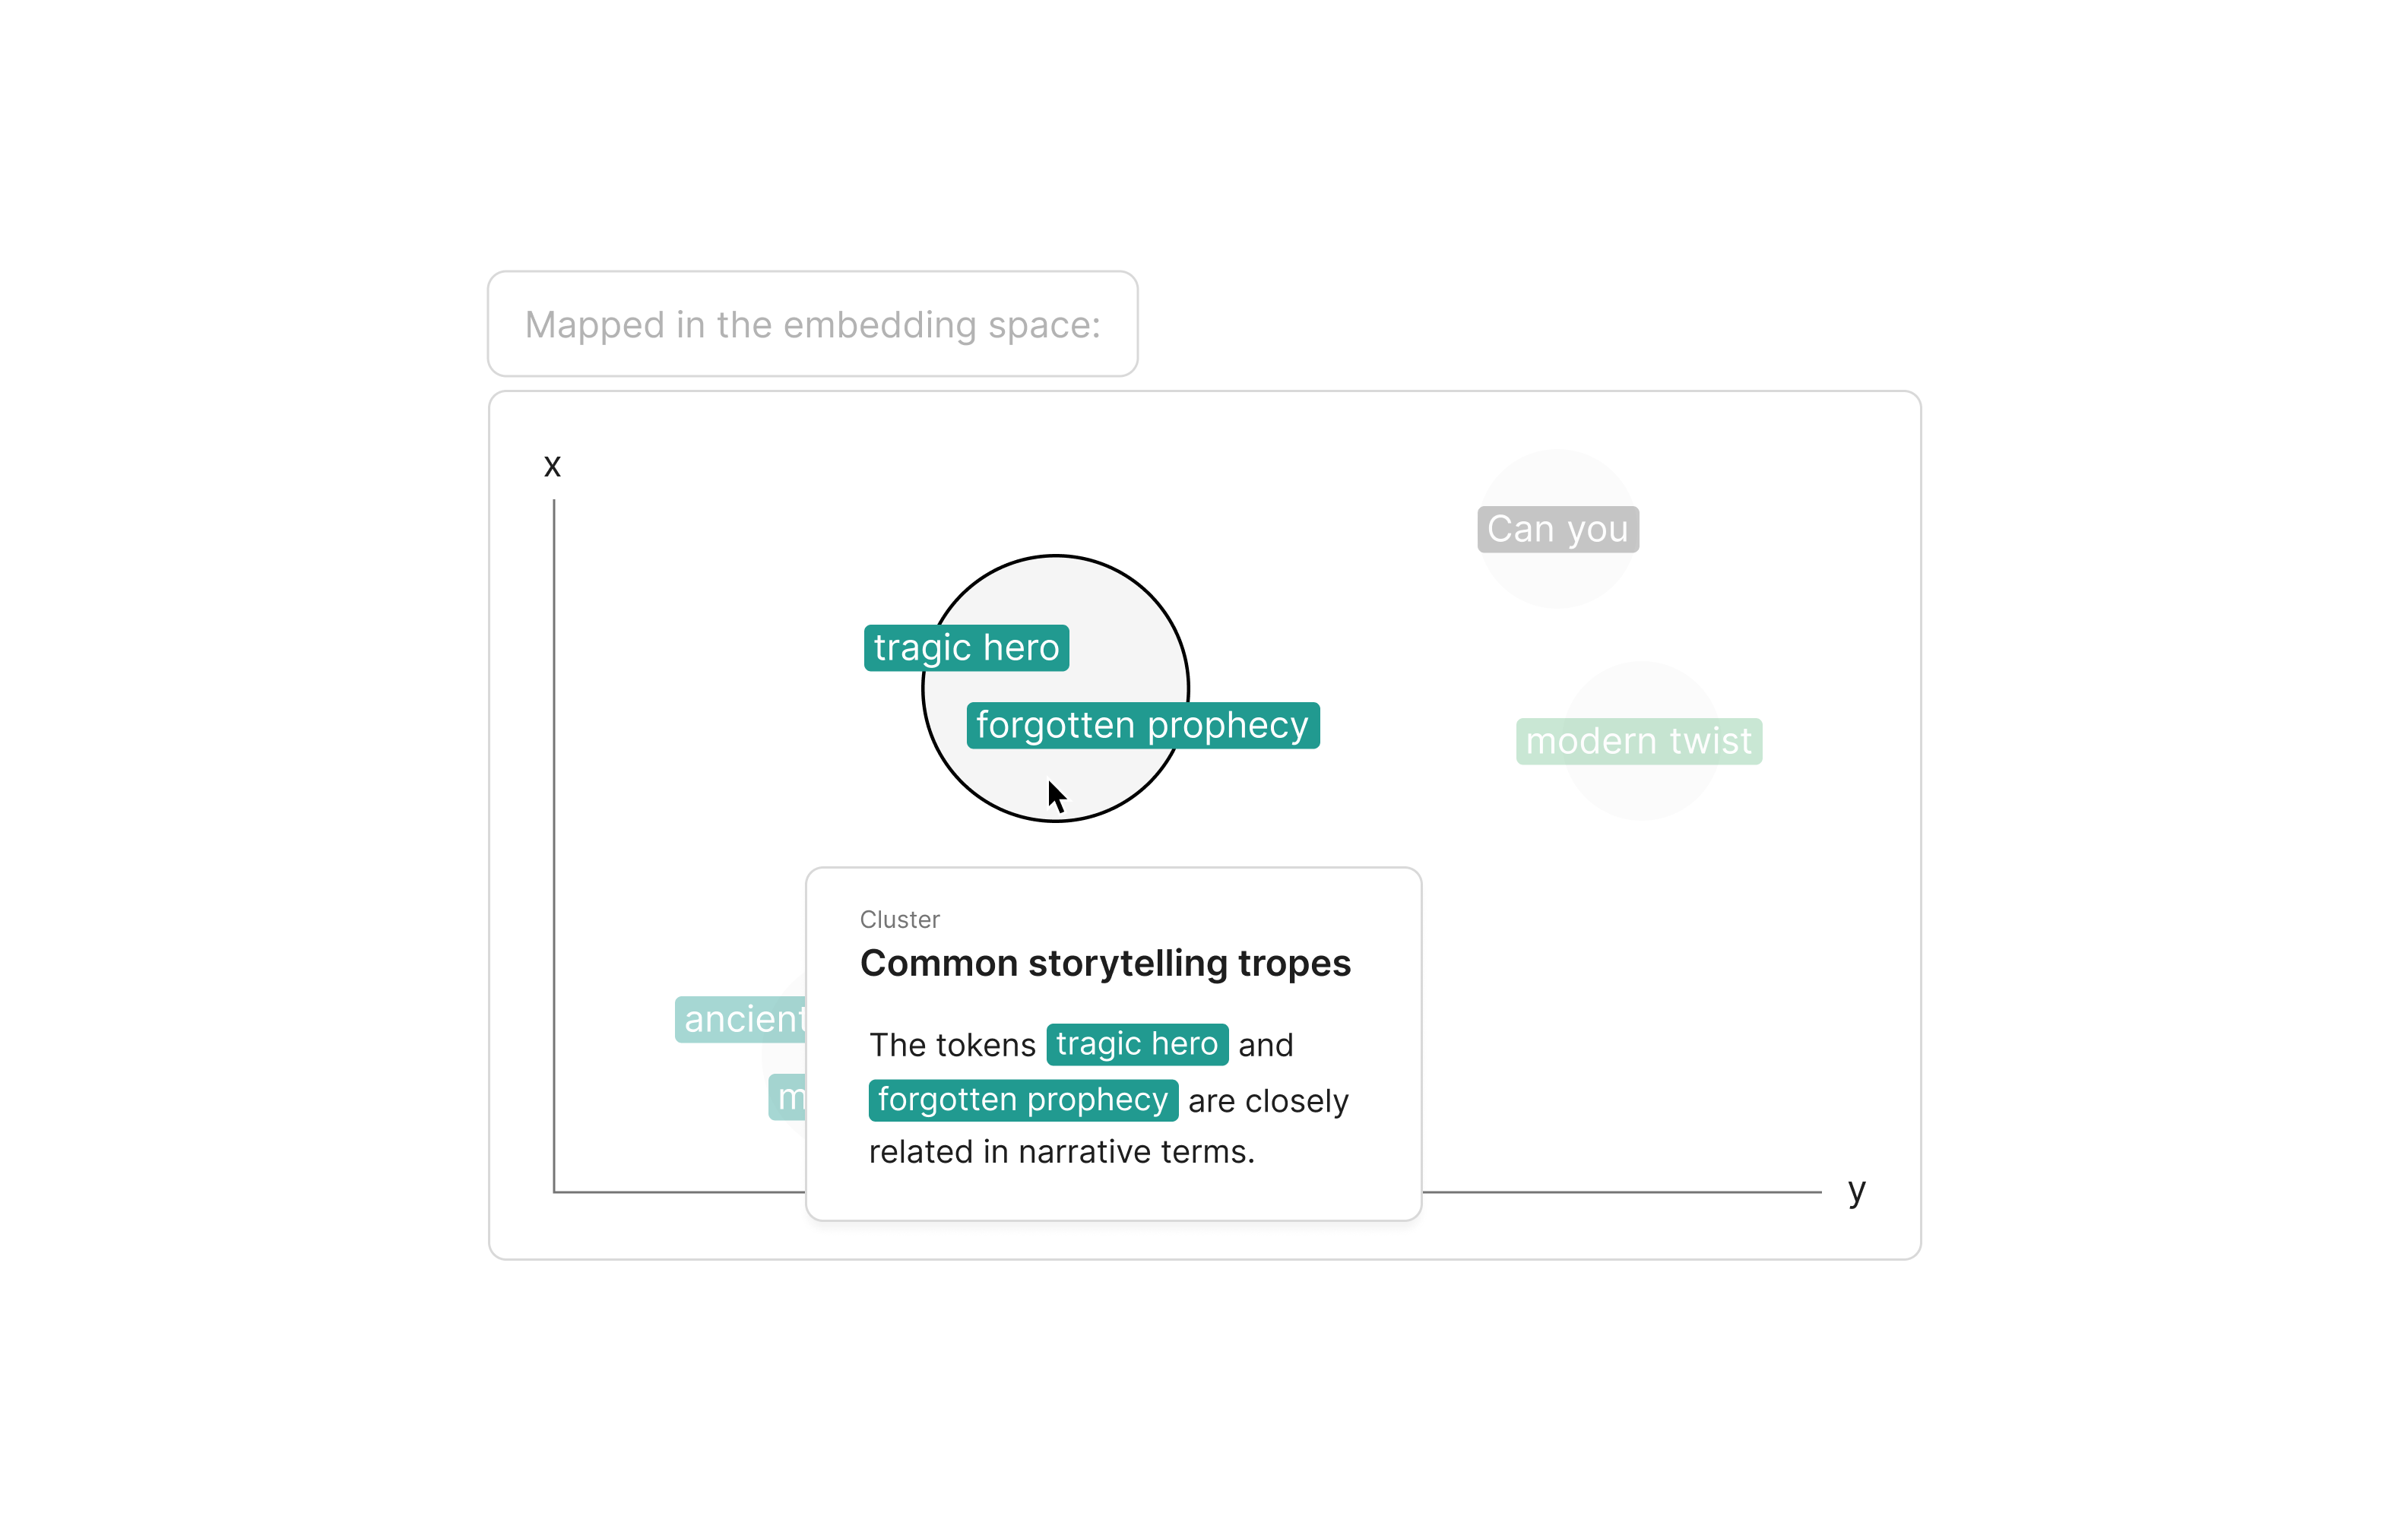 Mapped in the embedding space:
x
Can you
tragic hero
forgotten prophecy
modern twist
Cluster
Common storytelling tropes
ancient
The tokens tragic hero and
forgotten prophecy are closely
related in narrative terms.
y